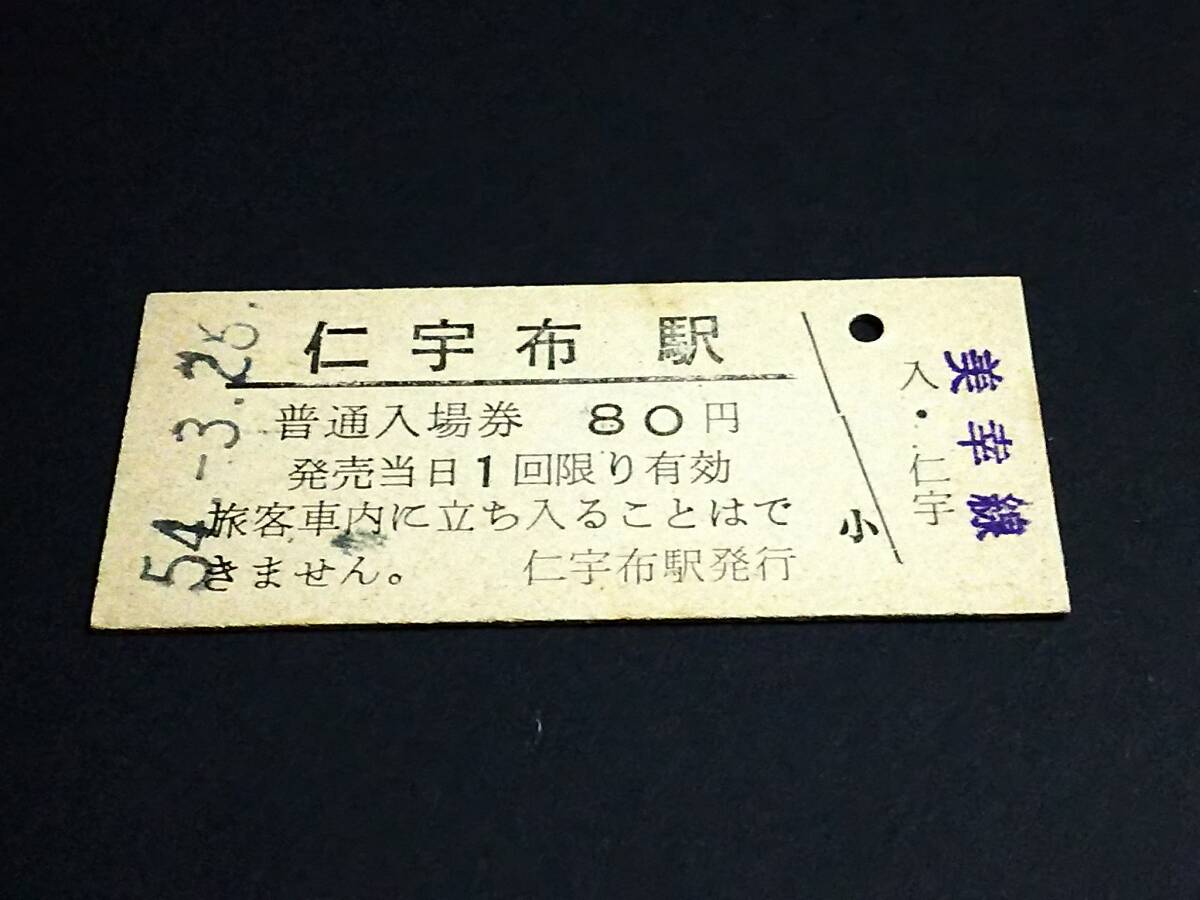 54.-3.26.
仁宇布駅
普通入場券 80円
発売当日1回限り有効
旅客車内に立ち入ることはで
きません。 仁宇布駅発行
小
入・仁宇
美幸線